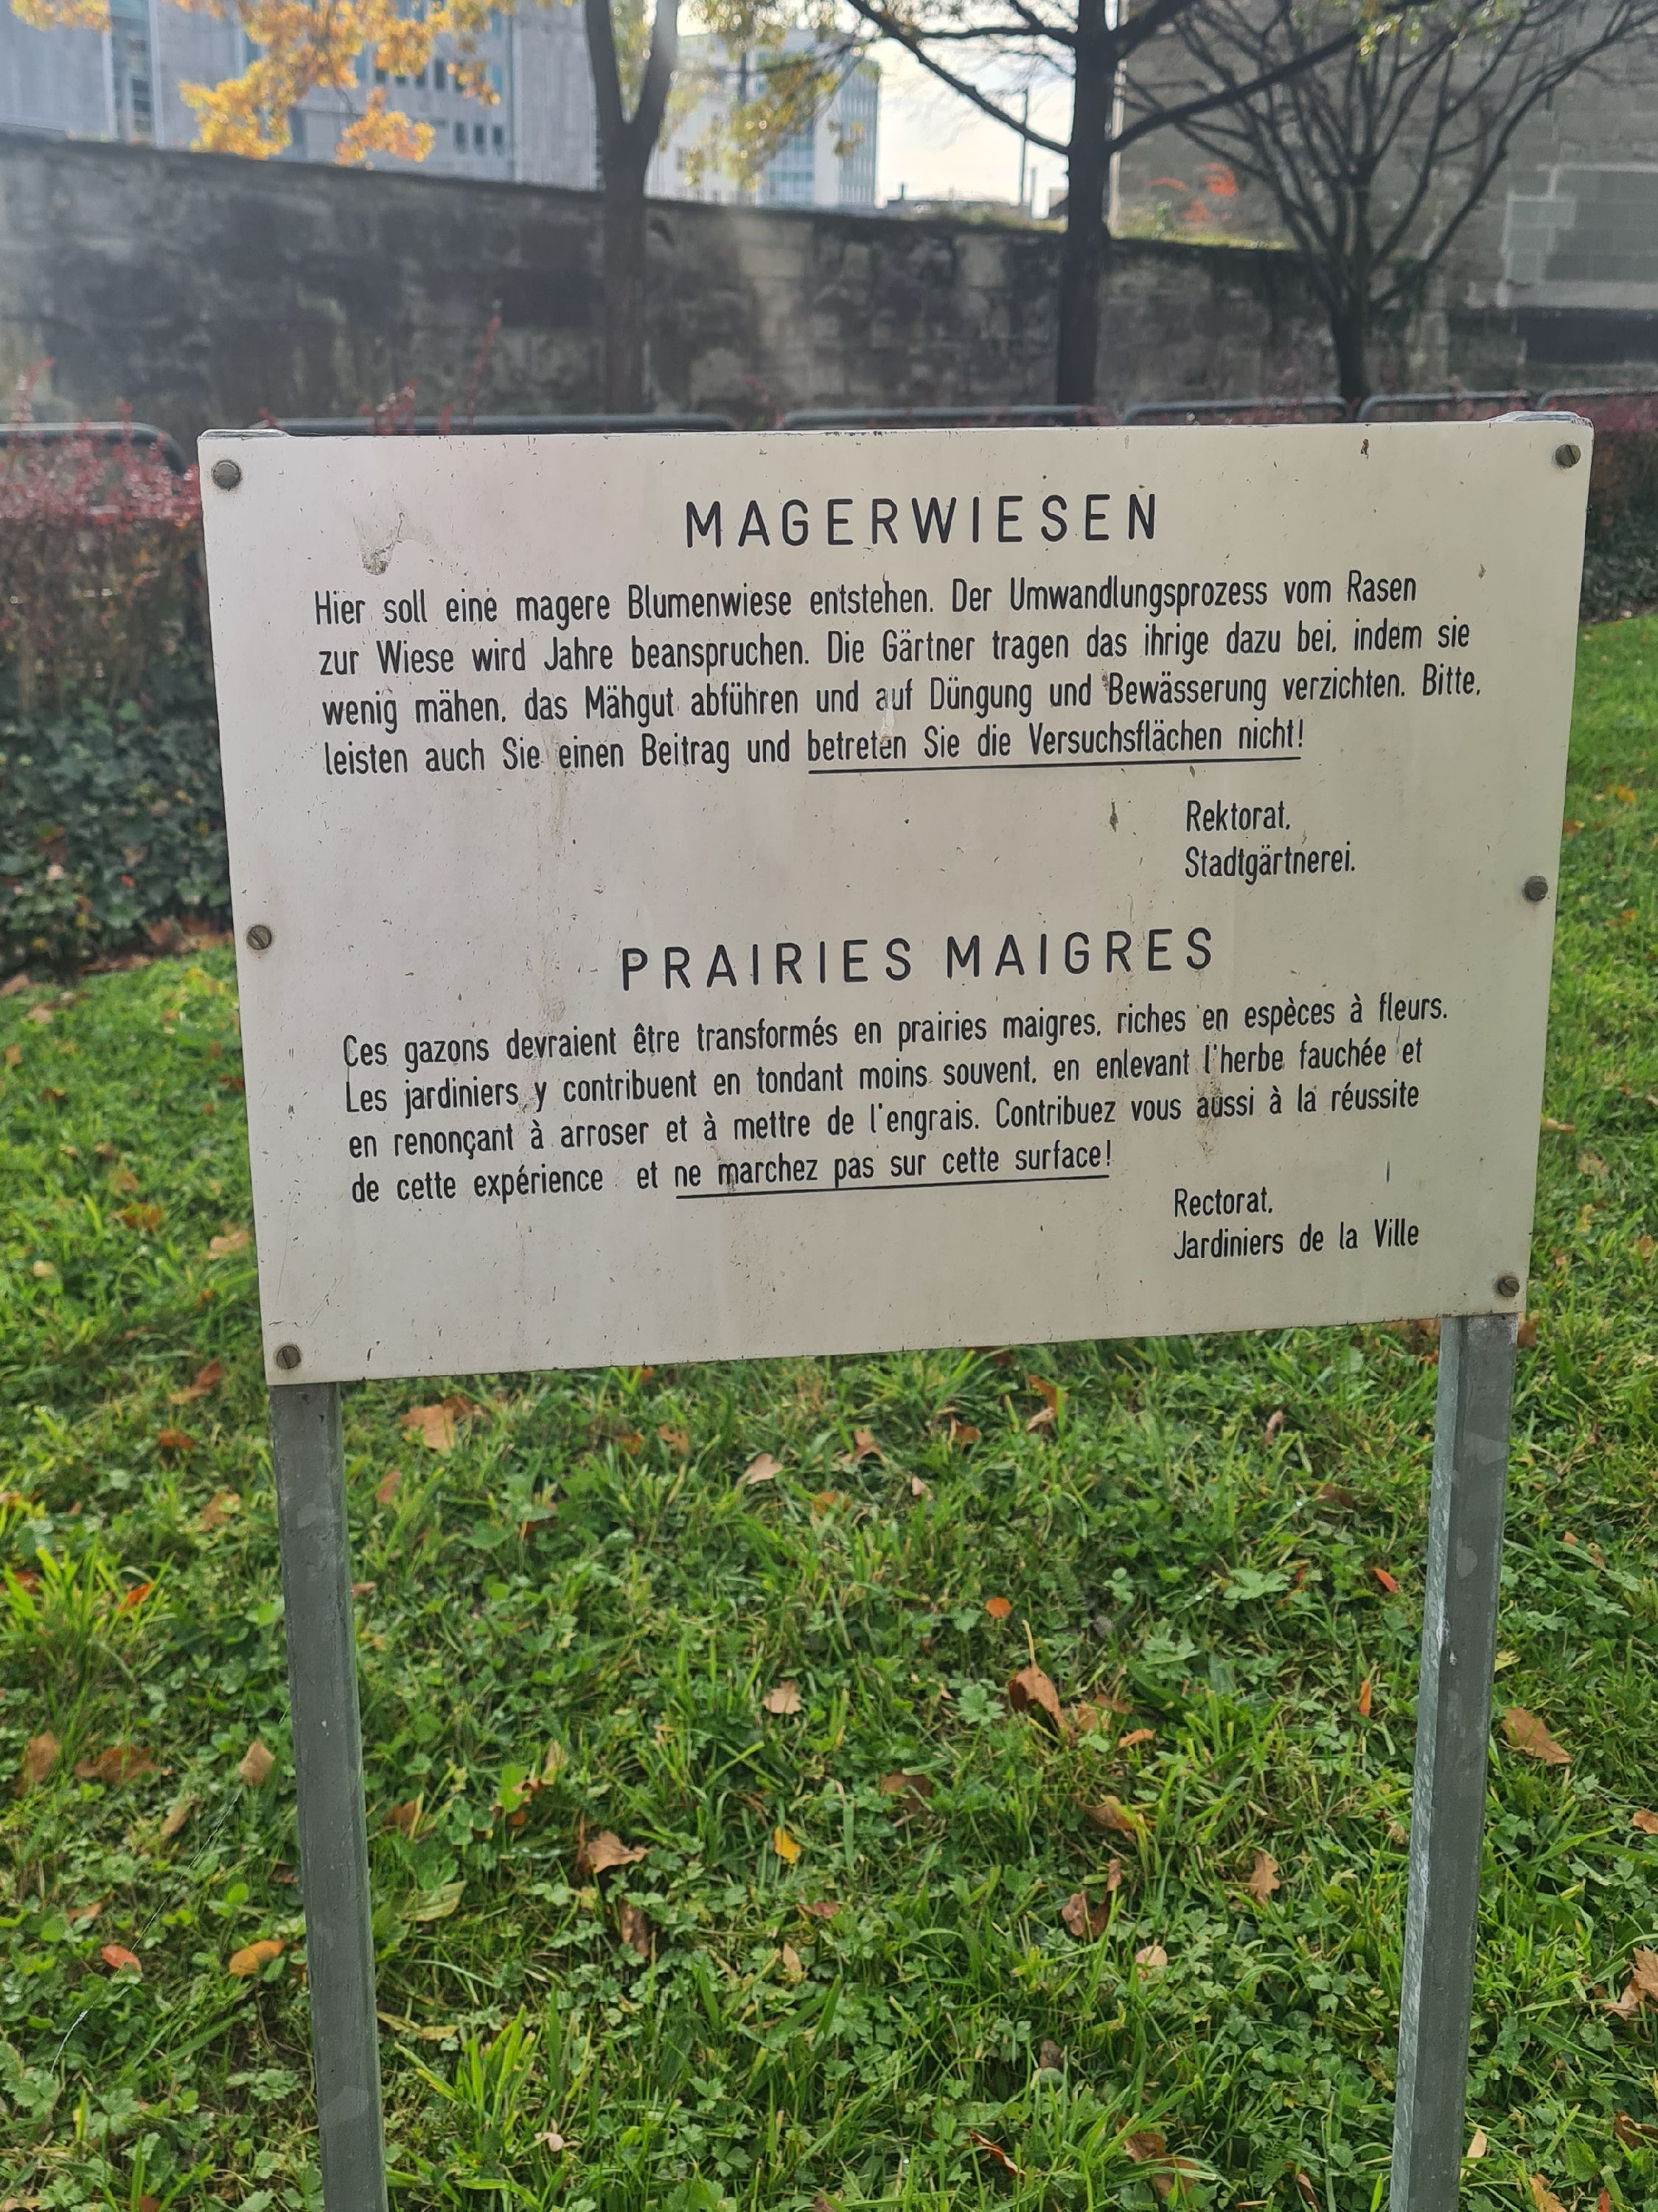 MAGERWIESEN
Hier soll eine magere Blumenwiese entstehen. Der Umwandlungsprozess vom Rasen
zur Wiese wird Jahre beanspruchen. Die Gärtner tragen das ihrige dazu bei, indem sie
wenig mähen, das Mähgut abführen und auf Düngung und Bewässerung verzichten. Bitte,
leisten auch Sie einen Beitrag und betreten Sie die Versuchsflächen nicht!
Rektorat,
Stadtgärtnerei.
PRAIRIES MAIGRES
Ces gazons devraient être transformés en prairies maigres, riches en espèces à fleurs.
Les jardiniers y contribuent en tondant moins souvent, en enlevant l'herbe fauchée et
en renonçant à arroser et à mettre de l'engrais. Contribuez vous aussi à la réussite
de cette expérience et ne marchez pas sur cette surface!
Rectorat,
Jardiniers de la Ville